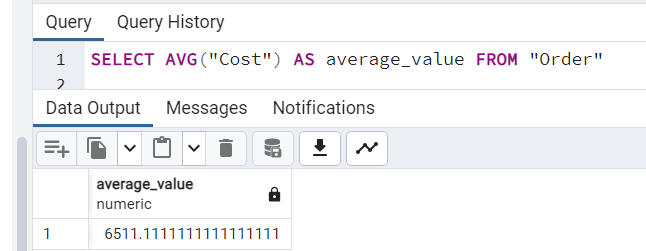 Query Query History
1 SELECT AVG("Cost") AS average_value FROM "Order"
2
Data Output Messages Notifications
average_value
numeric
1 6511.1111111111111111